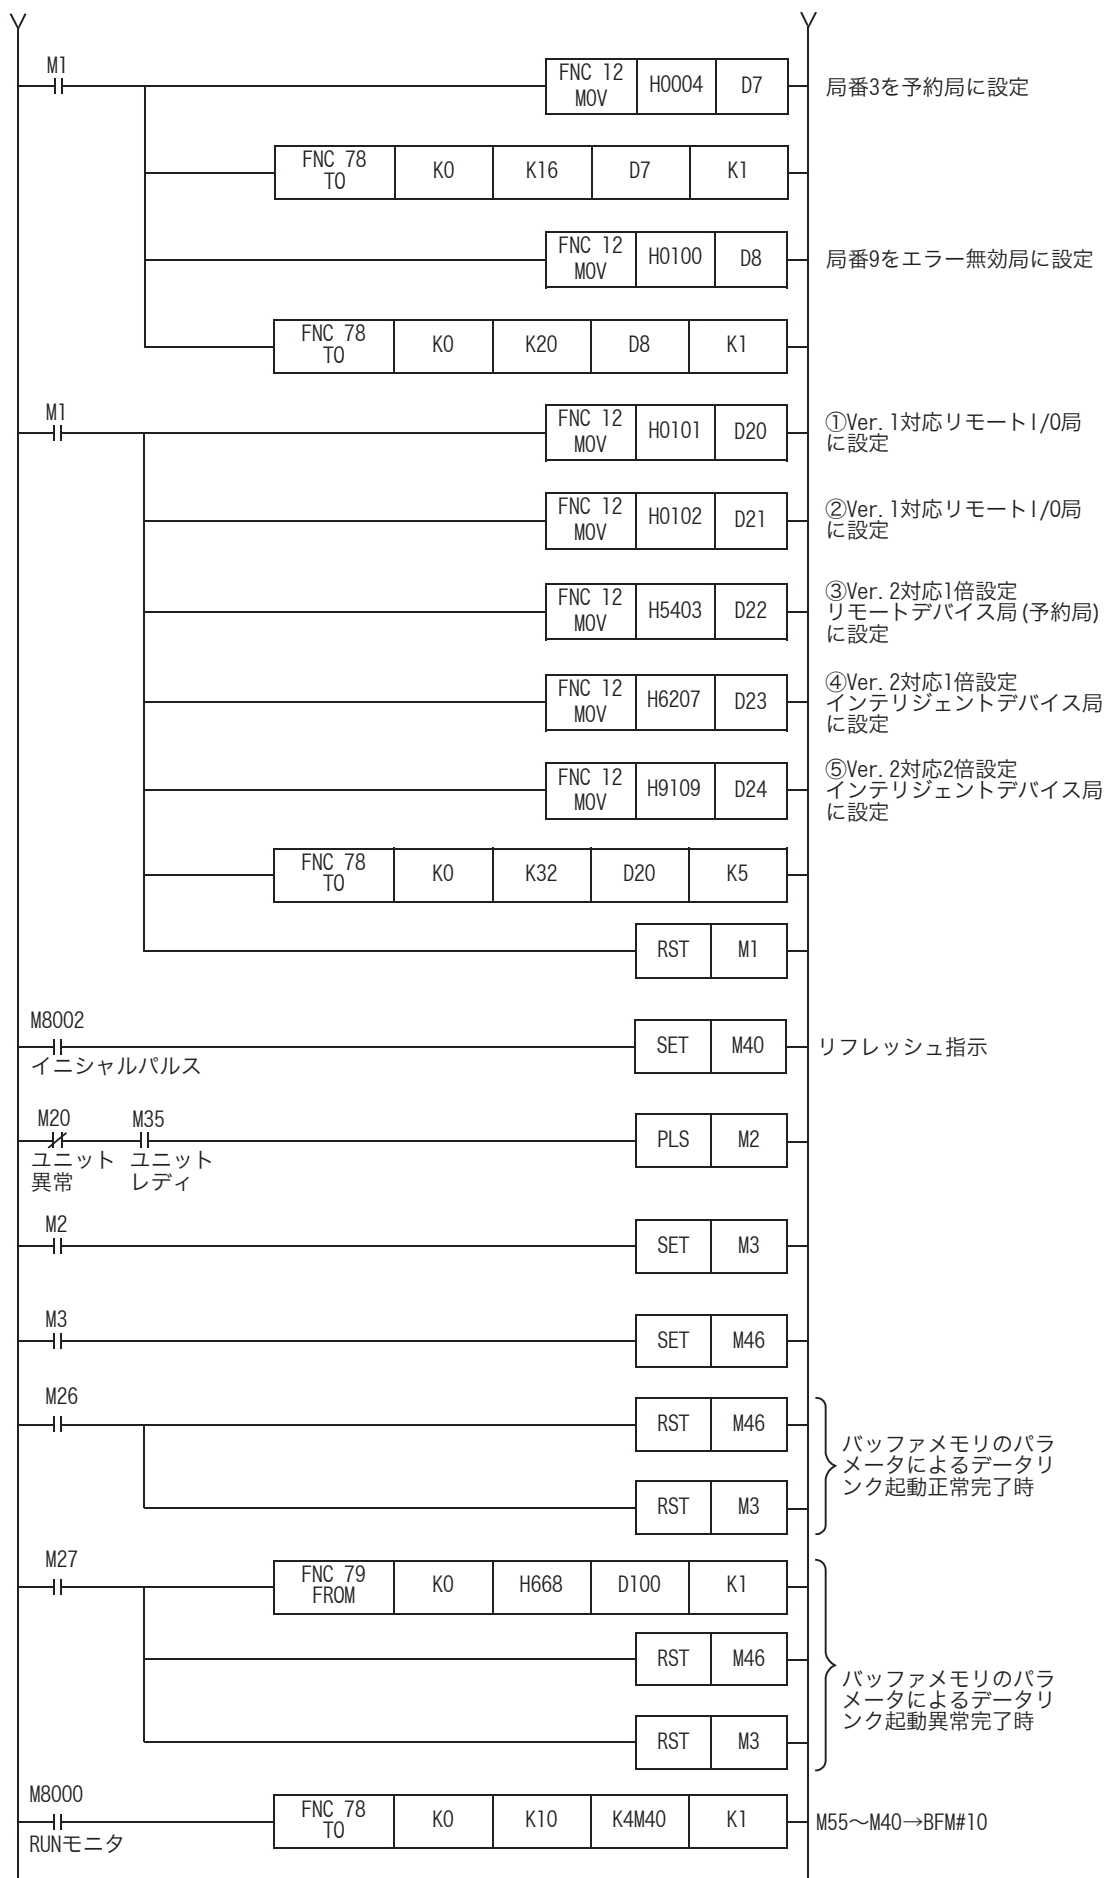 M1
FNC 12
MOV
H0004
D7
局番3を予約局に設定
FNC 78
TO
K0
K16
D7
K1
FNC 12
MOV
H0100
D8
局番9をエラー無効局に設定
FNC 78
TO
K0
K20
D8
K1
M1
FNC 12
MOV
H0101
D20
①Ver.1対応リモートI/O局
に設定
FNC 12
MOV
H0102
D21
②Ver.1対応リモートI/O局
に設定
FNC 12
MOV
H5403
D22
③Ver.2対応1倍設定
リモートデバイス局(予約局)
に設定
FNC 12
MOV
H6207
D23
④Ver.2対応1倍設定
インテリジェントデバイス局
に設定
FNC 12
MOV
H9109
D24
⑤Ver.2対応2倍設定
インテリジェントデバイス局
に設定
FNC 78
TO
K0
K32
D20
K5
RST
M1
M8002
イニシャルパルス
SET
M40
リフレッシュ指示
M20
ユニット
異常
M35
ユニット
レディ
PLS
M2
M2
SET
M3
M3
SET
M46
M26
RST
M46
RST
M3
バッファメモリのパラ
メータによるデータリ
ンク起動正常完了時
M27
FNC 79
FROM
K0
H668
D100
K1
RST
M46
RST
M3
バッファメモリのパラ
メータによるデータリ
ンク起動異常完了時
M8000
RUNモニタ
FNC 78
TO
K0
K10
K4M40
K1
M55～M40→BFM#10